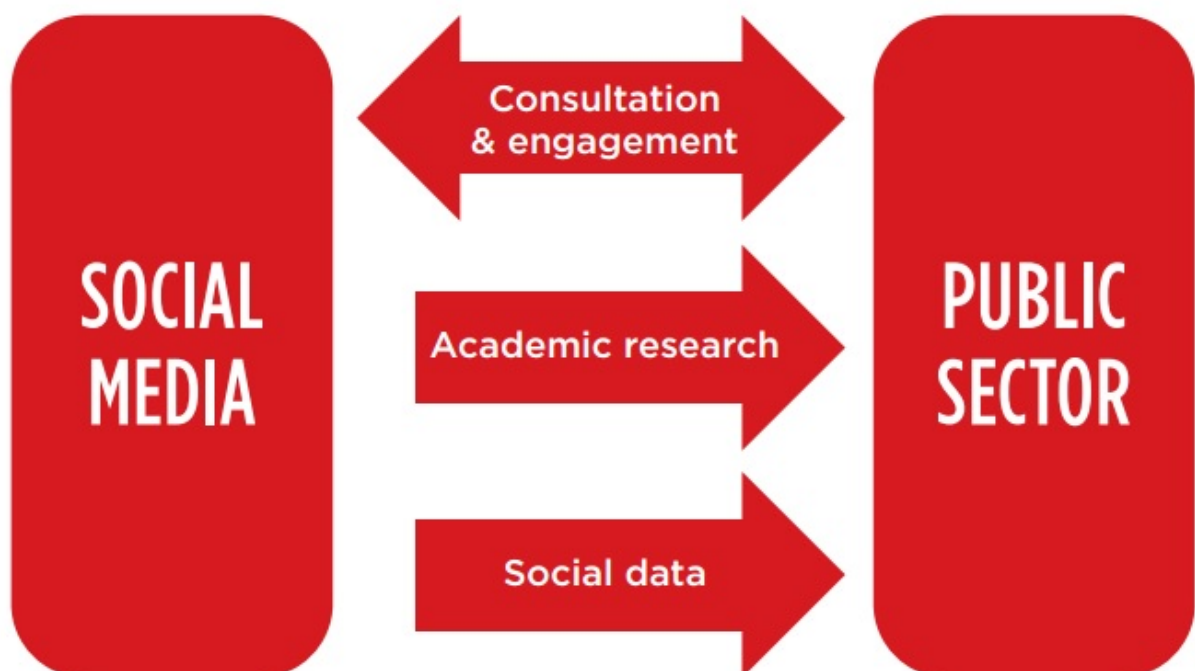 SOCIAL
MEDIA
Consultation
& engagement
Academic research
Social data
PUBLIC
SECTOR